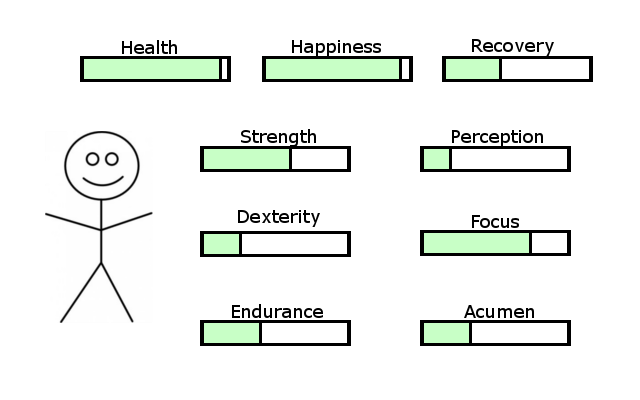 Health
Happiness
Recovery
Strength
Perception
Dexterity
Focus
Endurance
Acumen